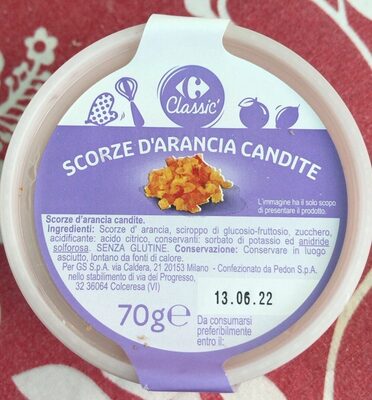 Classic'
SCORZE D'ARANCIA CANDITE
L'immagine ha il solo scopo
di presentare il prodotto.
Scorze d'arancia candite.
Ingredienti: Scorze d' arancia, sciroppo di glucosio-fruttosio, zucchero,
acidificante: acido citrico, conservanti: sorbato di potassio ed anidride
solforosa. SENZA GLUTINE. Conservazione: Conservare in luogo
asciutto, lontano da fonti di calore.
Per GS S.p.A. via Caldera, 21 20153 Milano - Confezionato da Pedon S.p.A.
nello stabilimento di via del Progresso,
32 36064 Colceresa (VI)
13.06.22
70g℮
Da consumarsi
preferibilmente
entro il: